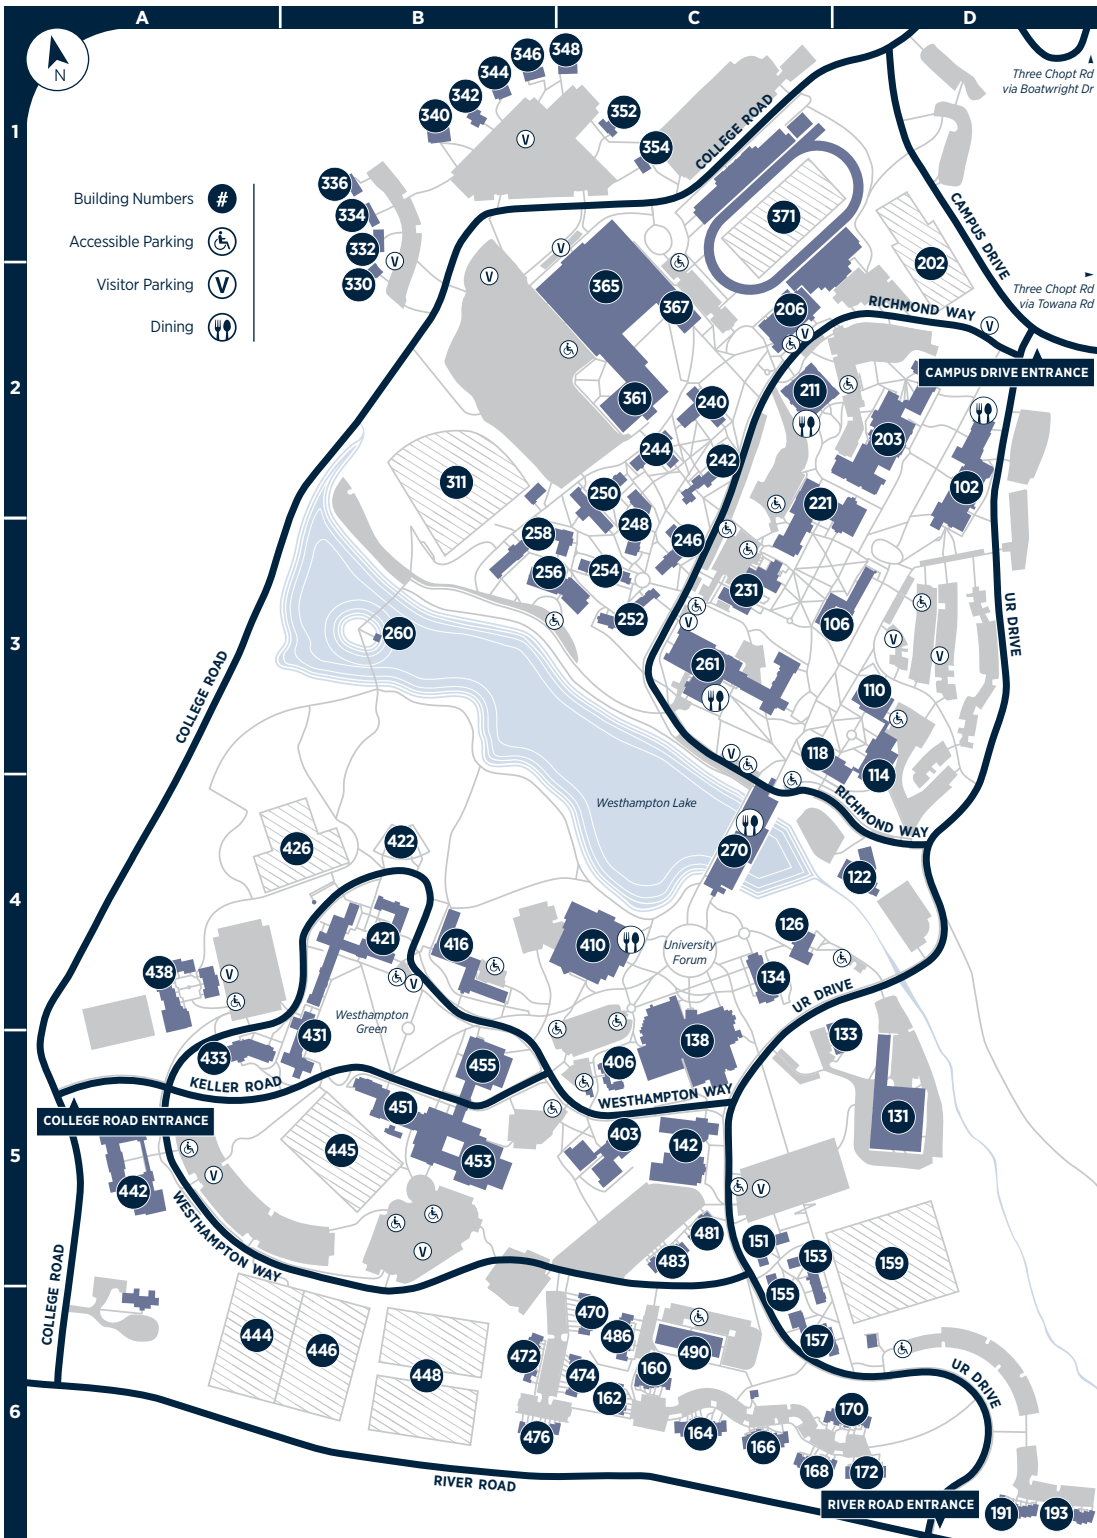 A
B
C
D
1
2
3
4
5
6
N
Building Numbers
#
Accessible Parking
Visitor Parking
V
Dining
346
348
344
342
340
352
354
COLLEGE ROAD
Three Chopt Rd
via Boatwright Dr
336
334
332
330
V
V
V
V
371
CAMPUS DRIVE
202
Three Chopt Rd
via Towana Rd
365
367
206
RICHMOND WAY
V
V
CAMPUS DRIVE ENTRANCE
361
240
211
203
244
242
102
311
250
248
221
258
246
256
254
231
252
106
UR DRIVE
V
V
V
260
261
110
COLLEGE ROAD
V
118
114
RICHMOND WAY
Westhampton Lake
270
426
422
122
421
416
410
University
Forum
126
438
V
V
134
UR DRIVE
Westhampton
Green
431
433
455
406
138
133
KELLER ROAD
WESTHAMPTON WAY
COLLEGE ROAD ENTRANCE
451
131
445
453
403
142
442
V
V
WESTHAMPTON WAY
V
481
483
151
153
159
155
157
COLLEGE ROAD
444
446
448
470
486
472
474
490
160
162
476
164
166
170
168
172
UR DRIVE
RIVER ROAD
RIVER ROAD ENTRANCE
191
193